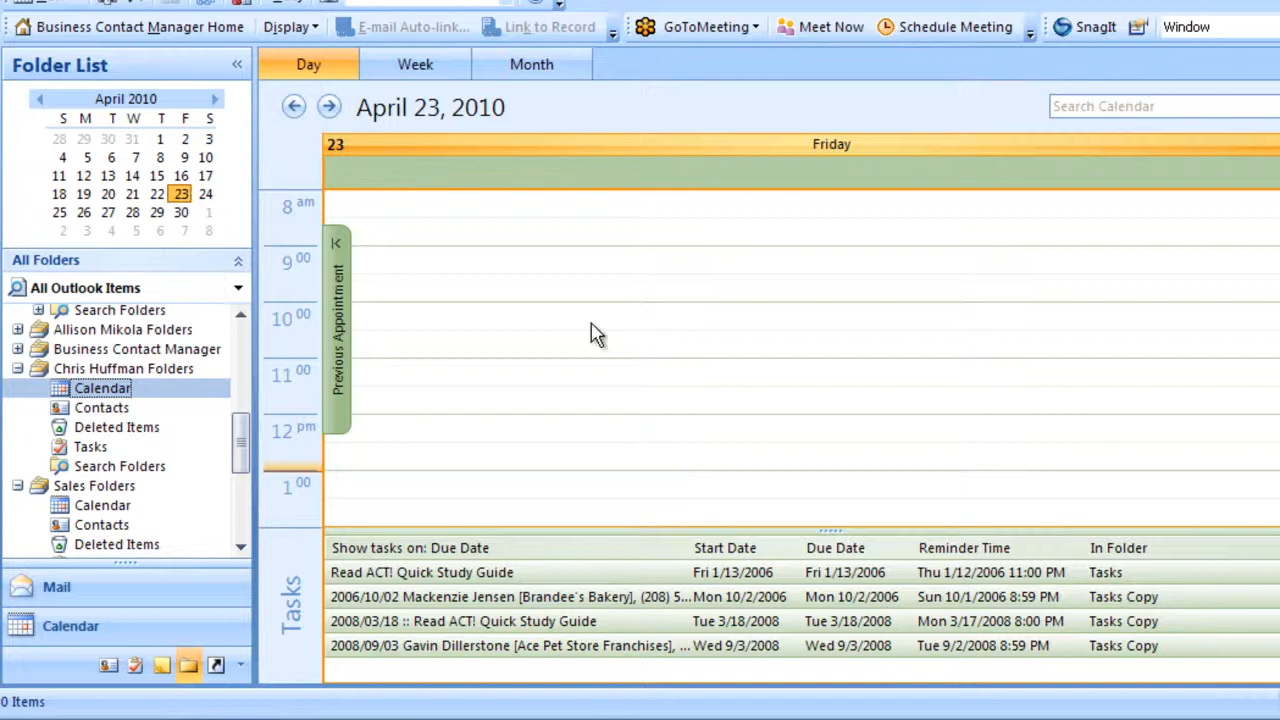 Business Contact Manager Home Display E-mail Auto-link... Link to Record GoToMeeting Meet Now Schedule Meeting SnagIt Window
Folder List «
April 2010
S M T W T F S
28 29 30 31 1 2 3
4 5 6 7 8 9 10
11 12 13 14 15 16 17
18 19 20 21 22 23 24
25 26 27 28 29 30 1
2 3 4 5 6 7 8
All Folders
All Outlook Items
Search Folders
Allison Mikola Folders
Business Contact Manager
Chris Huffman Folders
Calendar
Contacts
Deleted Items
Tasks
Search Folders
Sales Folders
Calendar
Contacts
Deleted Items
Mail
Calendar
Day Week Month
April 23, 2010
Search Calendar
23 Friday
8 am
9 00
10 00
11 00
12 pm
1 00
Previous Appointment
Tasks
Show tasks on: Due Date Start Date Due Date Reminder Time In Folder
Read ACT! Quick Study Guide Fri 1/13/2006 Fri 1/13/2006 Thu 1/12/2006 11:00 PM Tasks
2006/10/02 Mackenzie Jensen [Brandee's Bakery], (208) 5... Mon 10/2/2006 Mon 10/2/2006 Sun 10/1/2006 8:59 PM Tasks Copy
2008/03/18 :: Read ACT! Quick Study Guide Tue 3/18/2008 Tue 3/18/2008 Mon 3/17/2008 8:00 PM Tasks Copy
2008/09/03 Gavin Dillerstone [Ace Pet Store Franchises], ... Wed 9/3/2008 Wed 9/3/2008 Tue 9/2/2008 8:59 PM Tasks Copy
0 Items